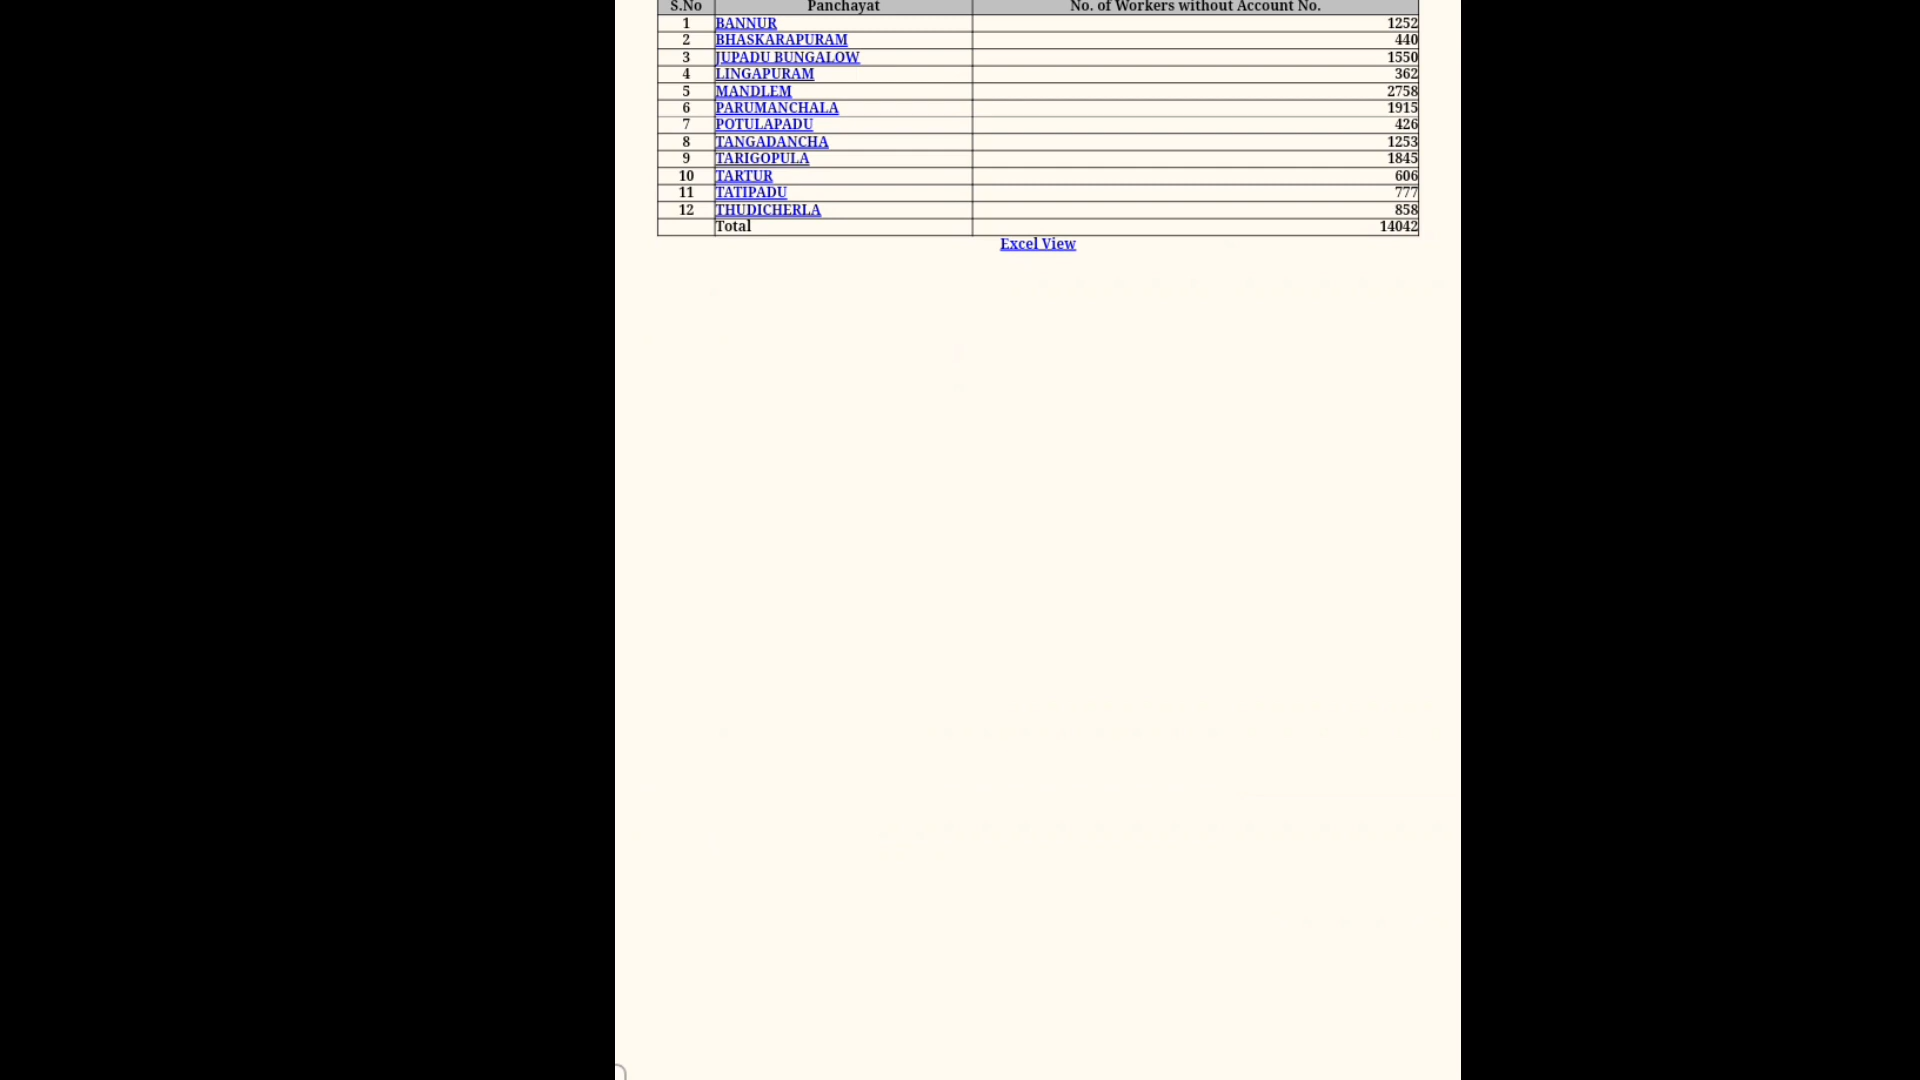 S.No Panchayat No. of Workers without Account No.
1 BANNUR 1252
2 BHASKARAPURAM 440
3 JUPADU BUNGALOW 1550
4 LINGAPURAM 362
5 MANDLEM 2758
6 PARUMANCHALA 1915
7 POTULAPADU 426
8 TANGADANCHA 1253
9 TARIGOPULA 1845
10 TARTUR 606
11 TATIPADU 777
12 THUDICHERLA 858
Total 14042
Excel View